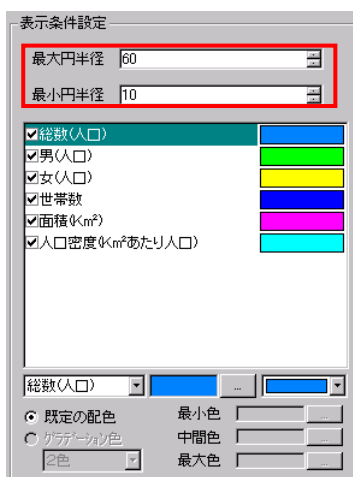 表示条件設定
最大円半径 60
最小円半径 10
総数(人口)
男(人口)
女(人口)
世帯数
面積(Km²)
人口密度(Km²あたり人口)
総数(人口) ...
既定の配色 最小色 ...
グラデーション色 中間色 ...
2色 最大色 ...